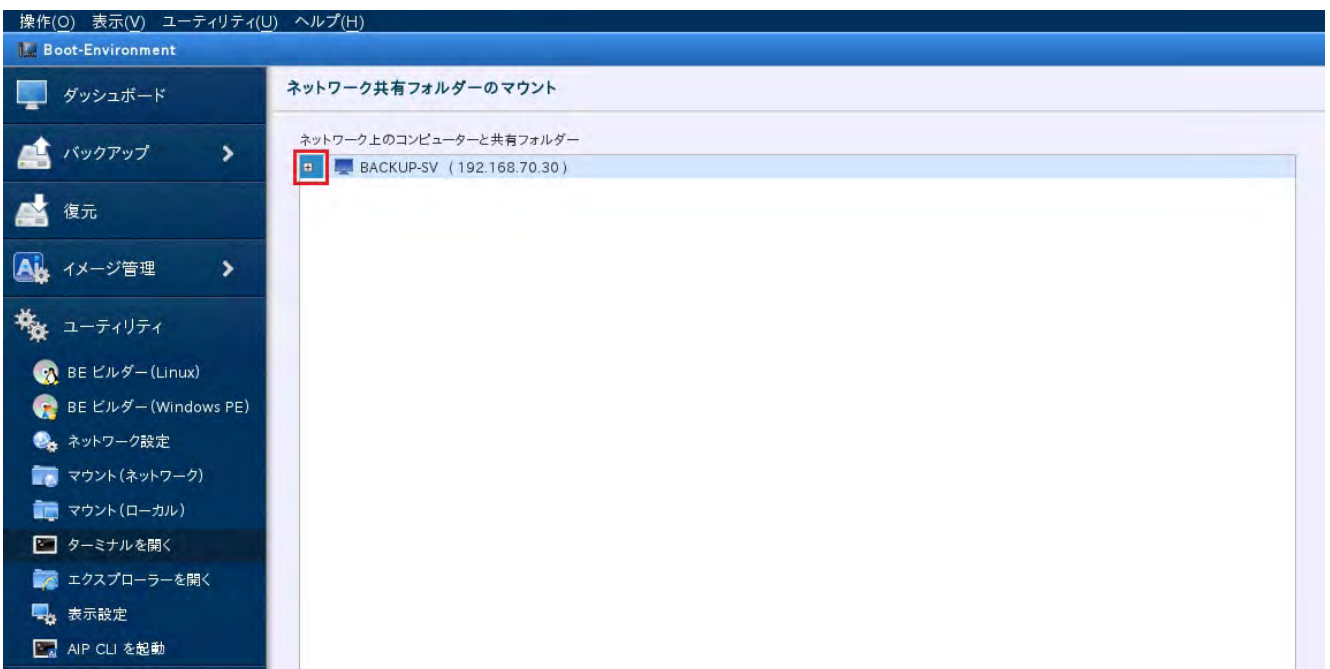 操作(O) 表示(V) ユーティリティ(U) ヘルプ(H)
Boot-Environment
ダッシュボード
バックアップ
復元
イメージ管理
ユーティリティ
BE ビルダー(Linux)
BE ビルダー(Windows PE)
ネットワーク設定
マウント(ネットワーク)
マウント(ローカル)
ターミナルを開く
エクスプローラーを開く
表示設定
AIP CLI を起動
ネットワーク共有フォルダーのマウント
ネットワーク上のコンピューターと共有フォルダー
BACKUP-SV (192.168.70.30)